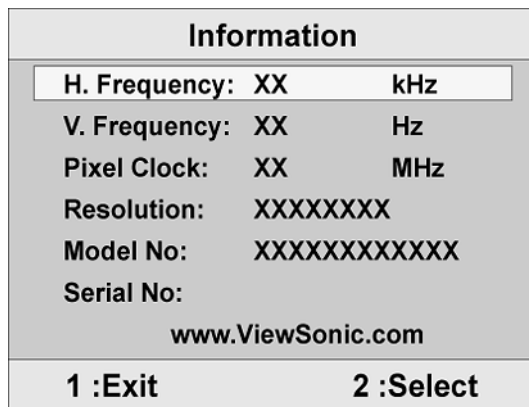 Information
H. Frequency: XX kHz
V. Frequency: XX Hz
Pixel Clock: XX MHz
Resolution: XXXXXXXX
Model No: XXXXXXXXXXXX
Serial No:
www.ViewSonic.com
1 :Exit 2 :Select